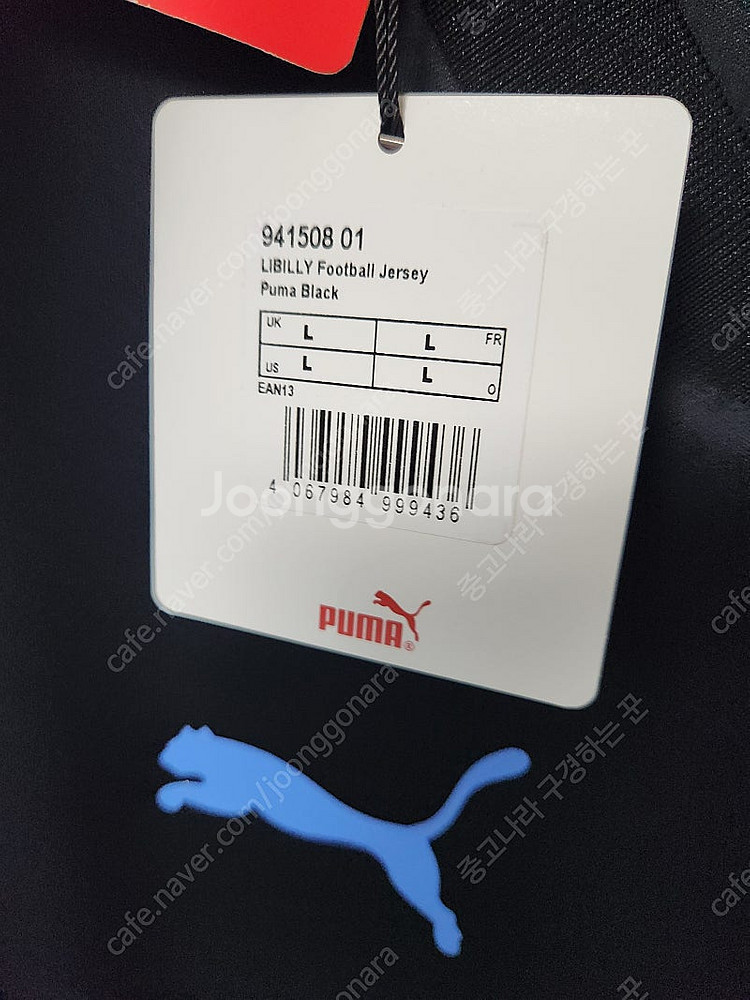 941508 01
LIBILLY Football Jersey
Puma Black
UK L L FR
US L L O
EAN13
4 067984 999436
Joonggonara
PUMA®
cafe.naver.com/joonggonara
중고나라 구경하는 꾼